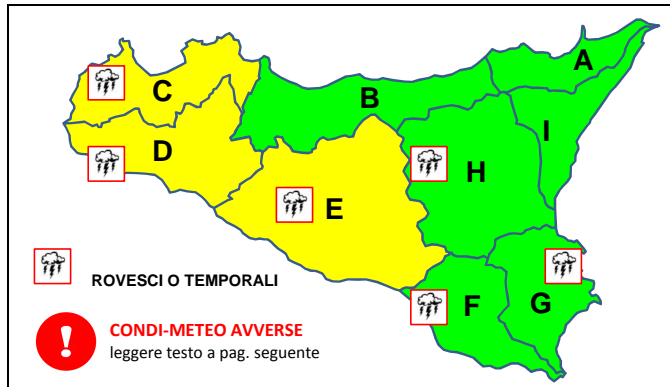 A
C
B
I
D
H
E
G
F
ROVESCI O TEMPORALI
CONDI-METEO AVVERSE
leggere testo a pag. seguente